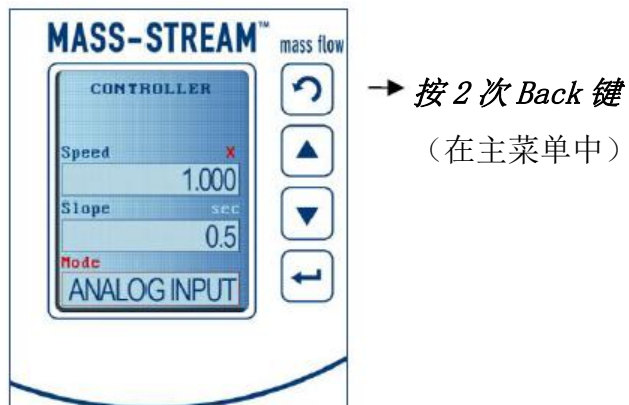 MASS-STREAM™ mass flow
CONTROLLER
Speed X
1.000
Slope sec
0.5
Mode
ANALOG INPUT
按 2 次 Back 键
（在主菜单中）